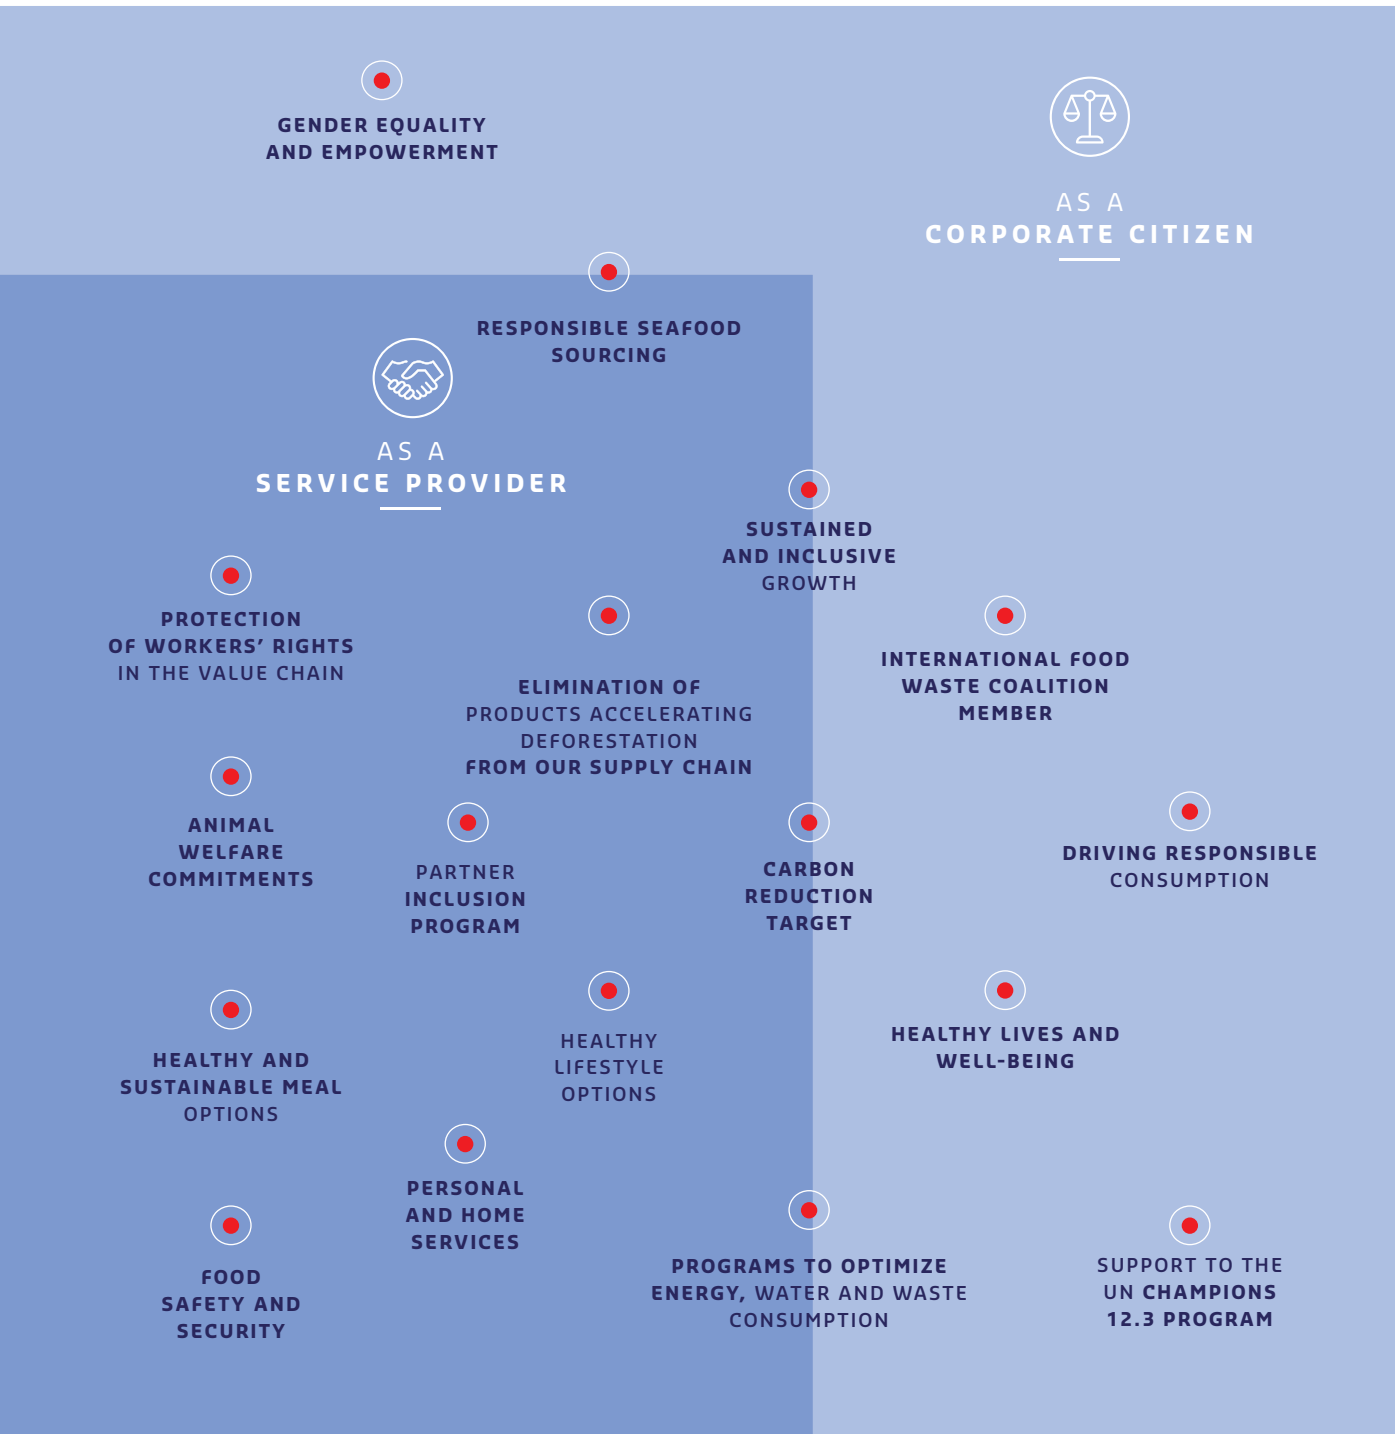 GENDER EQUALITY
AND EMPOWERMENT
AS A
CORPORATE CITIZEN
RESPONSIBLE SEAFOOD
SOURCING
AS A
SERVICE PROVIDER
SUSTAINED
AND INCLUSIVE
GROWTH
PROTECTION
OF WORKERS’ RIGHTS
IN THE VALUE CHAIN
ELIMINATION OF
PRODUCTS ACCELERATING
DEFORESTATION
FROM OUR SUPPLY CHAIN
INTERNATIONAL FOOD
WASTE COALITION
MEMBER
ANIMAL
WELFARE
COMMITMENTS
PARTNER
INCLUSION
PROGRAM
CARBON
REDUCTION
TARGET
DRIVING RESPONSIBLE
CONSUMPTION
HEALTHY AND
SUSTAINABLE MEAL
OPTIONS
HEALTHY
LIFESTYLE
OPTIONS
HEALTHY LIVES AND
WELL-BEING
PERSONAL
AND HOME
SERVICES
FOOD
SAFETY AND
SECURITY
PROGRAMS TO OPTIMIZE
ENERGY, WATER AND WASTE
CONSUMPTION
SUPPORT TO THE
UN CHAMPIONS
12.3 PROGRAM